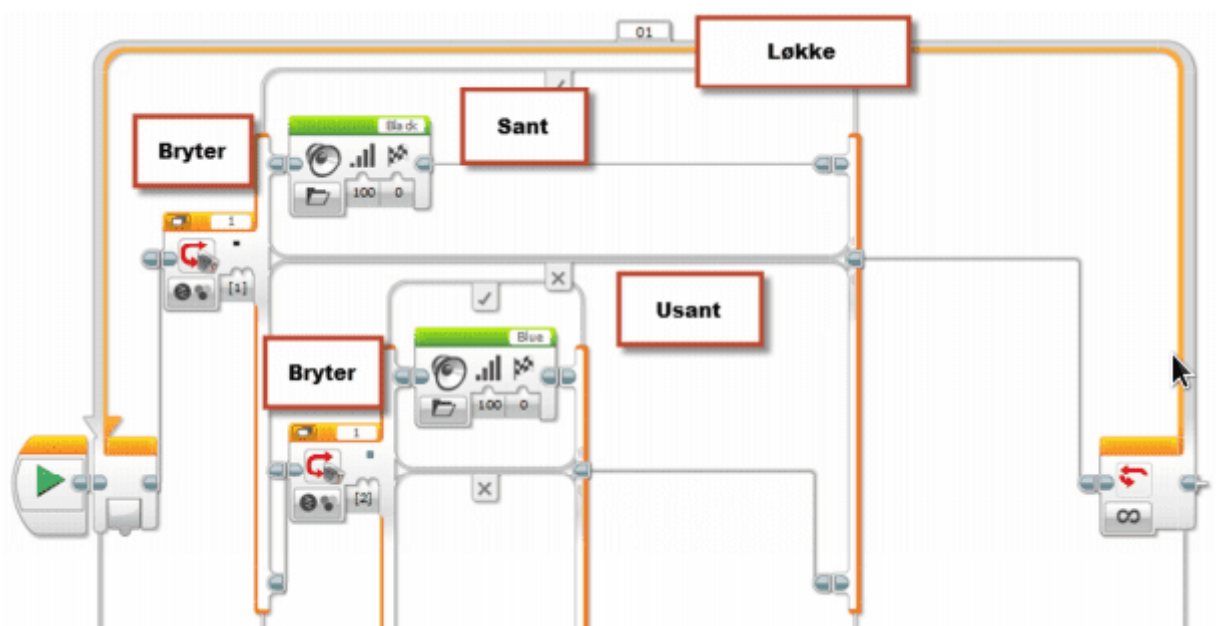 01
Løkke
Sant
Bryter
Black
100 0
1
[1]
Usant
Blue
Bryter
100 0
1
[2]
∞